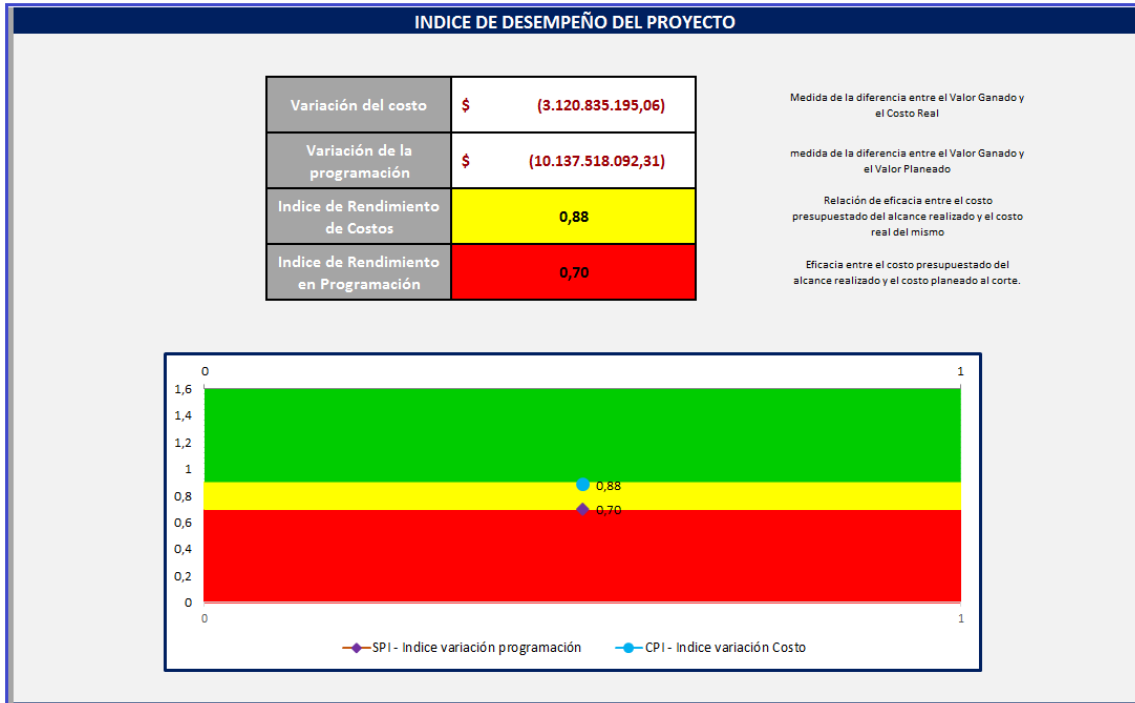 INDICE DE DESEMPEÑO DEL PROYECTO
Variación del costo
$ (3.120.835.195,06)
Medida de la diferencia entre el Valor Ganado y
el Costo Real
Variación de la
programación
$ (10.137.518.092,31)
medida de la diferencia entre el Valor Ganado y
el Valor Planeado
Indice de Rendimiento
de Costos
0,88
Relación de eficacia entre el costo
presupuestado del alcance realizado y el costo
real del mismo
Indice de Rendimiento
en Programación
0,70
Eficacia entre el costo presupuestado del
alcance realizado y el costo planeado al corte.
0 1
1,6
1,4
1,2
1
0,8
0,6
0,4
0,2
0
0,88
0,70
0 1
SPI - Indice variación programación
CPI - Indice variación Costo